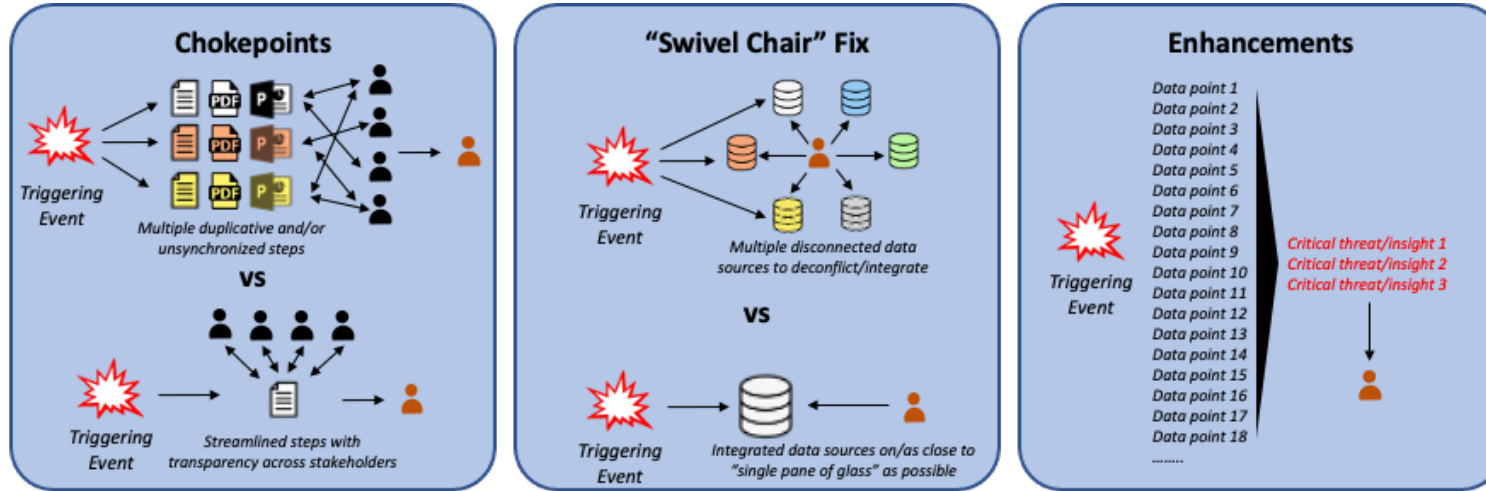 Chokepoints
PDF
P
PDF
P
PDF
P
Triggering
Event
Multiple duplicative and/or
unsynchronized steps
vs
Triggering
Event
Streamlined steps with
transparency across stakeholders
“Swivel Chair” Fix
Triggering
Event
Multiple disconnected data
sources to deconflict/integrate
vs
Triggering
Event
Integrated data sources on/as close to
“single pane of glass” as possible
Enhancements
Triggering
Event
Data point 1
Data point 2
Data point 3
Data point 4
Data point 5
Data point 6
Data point 7
Data point 8
Data point 9
Data point 10
Data point 11
Data point 12
Data point 13
Data point 14
Data point 15
Data point 16
Data point 17
Data point 18
.........
Critical threat/insight 1
Critical threat/insight 2
Critical threat/insight 3